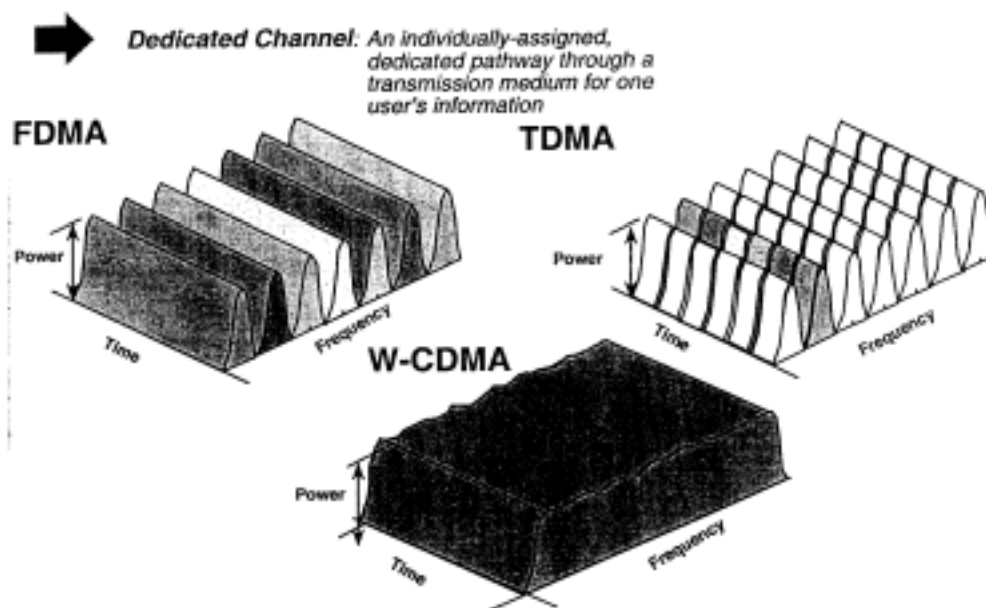 Dedicated Channel: An individually-assigned,
dedicated pathway through a
transmission medium for one
user's information
FDMA
TDMA
Power
Time
Frequency
Power
Time
Frequency
W-CDMA
Power
Time
Frequency